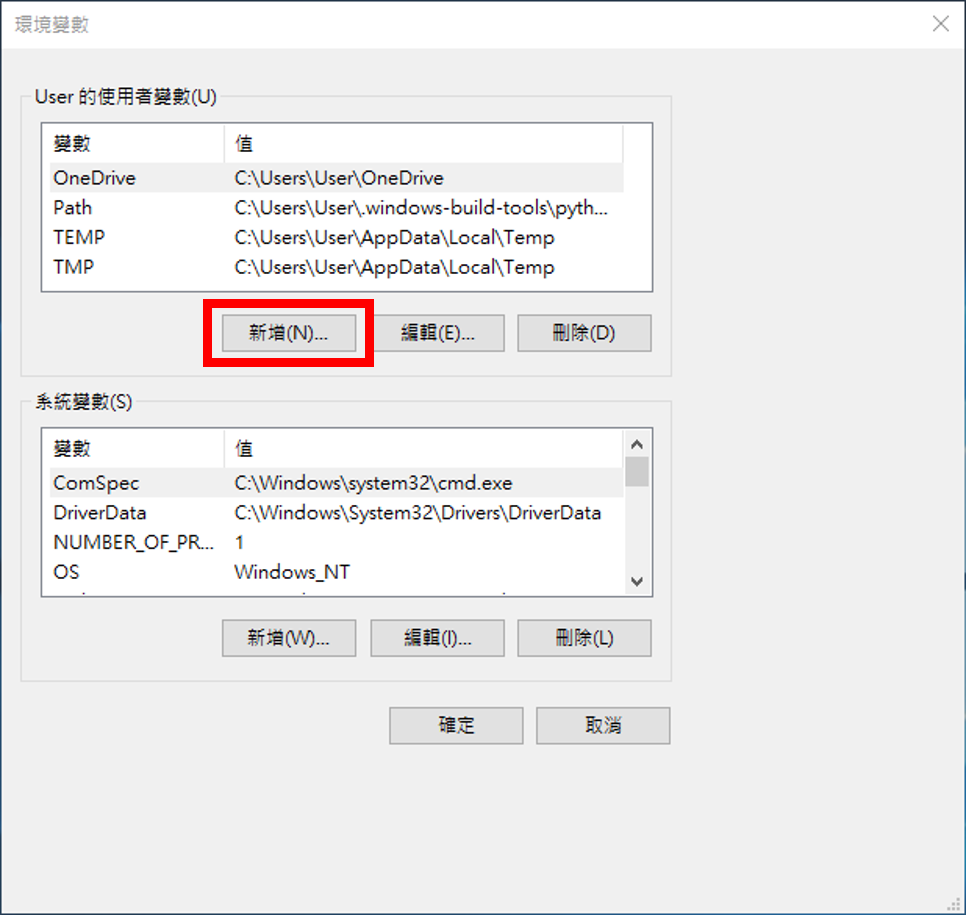 環境變數
User 的使用者變數(U)
變數 值
OneDrive C:\Users\User\OneDrive
Path C:\Users\User\.windows-build-tools\pyth...
TEMP C:\Users\User\AppData\Local\Temp
TMP C:\Users\User\AppData\Local\Temp
新增(N)... 編輯(E)... 刪除(D)
系統變數(S)
變數 值
ComSpec C:\Windows\system32\cmd.exe
DriverData C:\Windows\System32\Drivers\DriverData
NUMBER_OF_PR... 1
OS Windows_NT
新增(W)... 編輯(I)... 刪除(L)
確定 取消